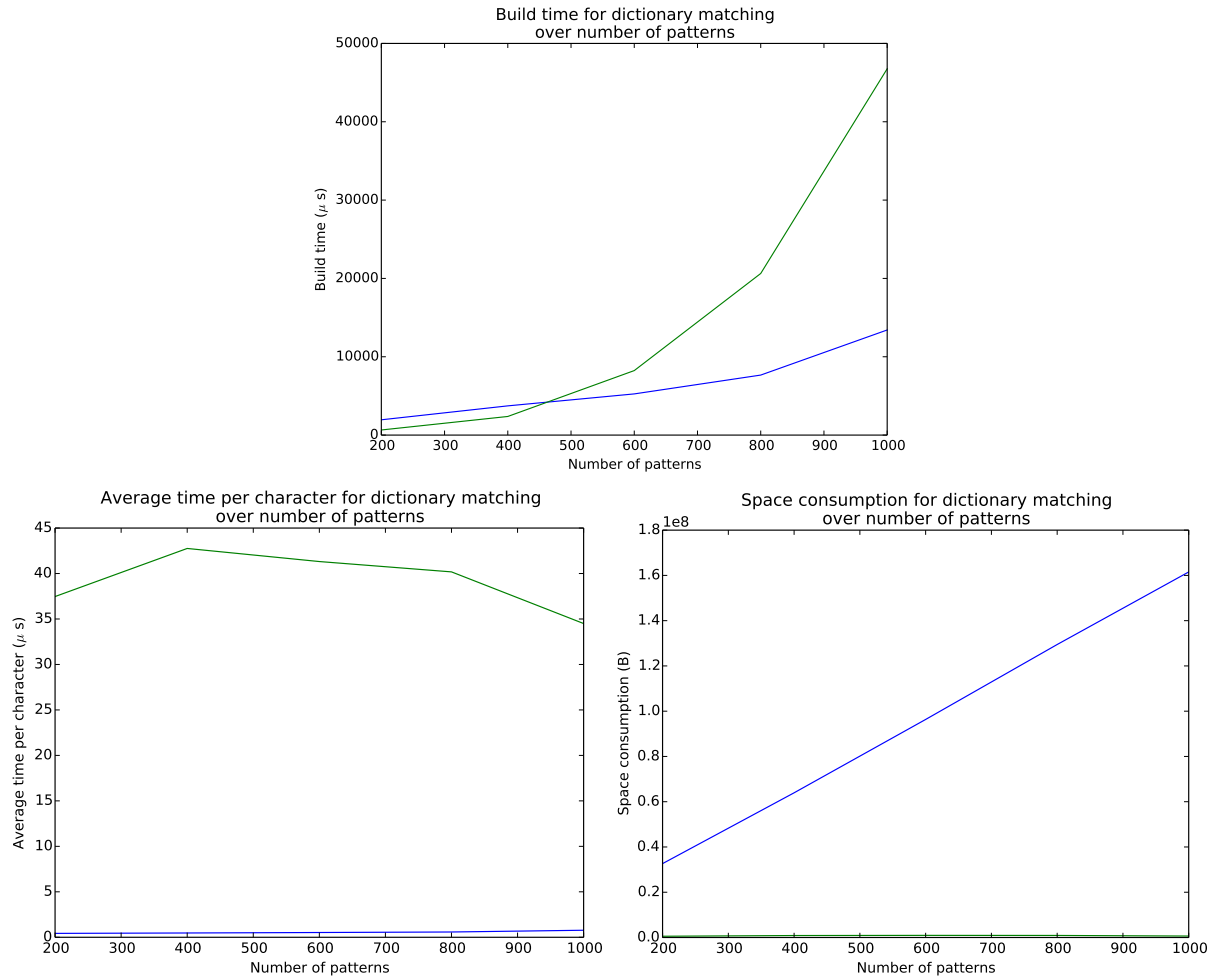 Build time for dictionary matching
over number of patterns
50000
40000
30000
20000
10000
0
Build time (μ s)
200 300 400 500 600 700 800 900 1000
Number of patterns
Average time per character for dictionary matching
over number of patterns
45
40
35
30
25
20
15
10
5
0
Average time per character (μ s)
200 300 400 500 600 700 800 900 1000
Number of patterns
Space consumption for dictionary matching
over number of patterns
1e8
1.8
1.6
1.4
1.2
1.0
0.8
0.6
0.4
0.2
0.0
Space consumption (B)
200 300 400 500 600 700 800 900 1000
Number of patterns